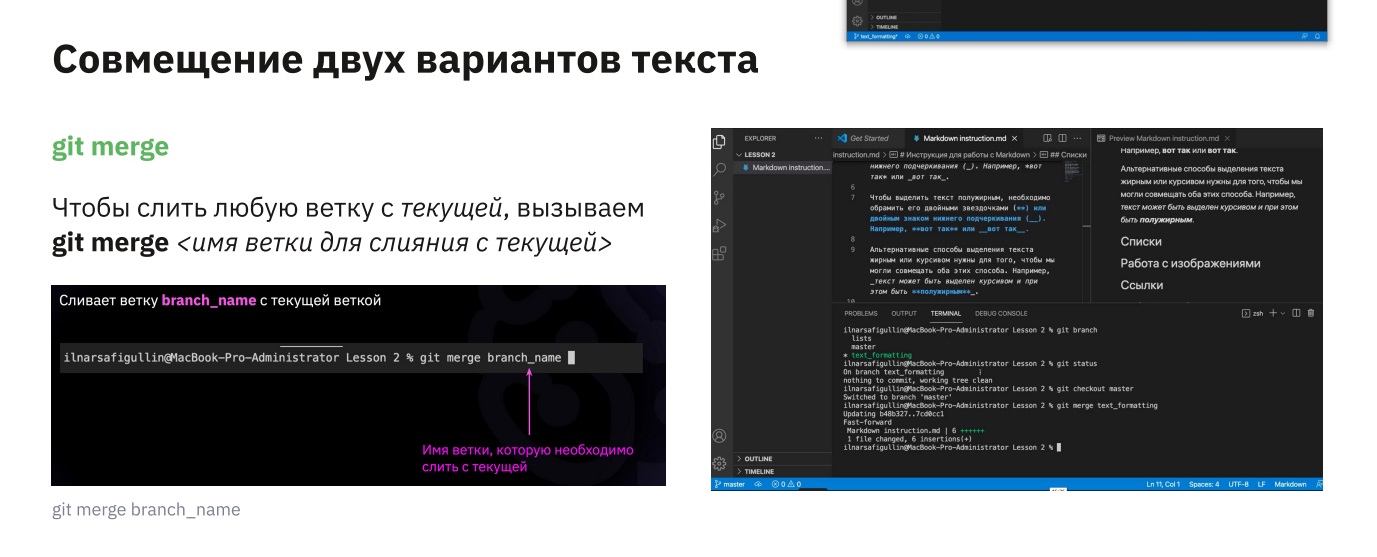 OUTLINE
TIMELINE
text_formatting* 0 0
Совмещение двух вариантов текста
git merge
Чтобы слить любую ветку с текущей, вызываем
git merge <имя ветки для слияния с текущей>
Сливает ветку branch_name с текущей веткой
ilnarsafigullin@MacBook-Pro-Administrator Lesson 2 % git merge branch_name
Имя ветки, которую необходимо
слить с текущей
git merge branch_name
EXPLORER ···
LESSON 2
Markdown instruction...
OUTLINE
TIMELINE
Get Started Markdown instruction.md ×
instruction.md > # Инструкция для работы с Markdown > ## Списки
нижнего подчеркивания (_). Например, *вот
так* или _вот так_.
6
7 Чтобы выделить текст полужирным, необходимо
обрамить его двойными звездочками (**) или
двойным знаком нижнего подчеркивания (__).
Например, **вот так** или __вот так__.
8
9 Альтернативные способы выделения текста
жирным или курсивом нужны для того, чтобы мы
могли совмещать оба этих способа. Например,
_текст может быть выделен курсивом и при
этом быть **полужирным**_.
10
Preview Markdown instruction.md ×
Например, вот так или вот так.
Альтернативные способы выделения текста
жирным или курсивом нужны для того, чтобы мы
могли совмещать оба этих способа. Например,
текст может быть выделен курсивом и при этом
быть полужирным.
Списки
Работа с изображениями
Ссылки
PROBLEMS OUTPUT TERMINAL DEBUG CONSOLE zsh
ilnarsafigullin@MacBook-Pro-Administrator Lesson 2 % git branch
lists
master
* text_formatting
ilnarsafigullin@MacBook-Pro-Administrator Lesson 2 % git status
On branch text_formatting
nothing to commit, working tree clean
ilnarsafigullin@MacBook-Pro-Administrator Lesson 2 % git checkout master
Switched to branch 'master'
ilnarsafigullin@MacBook-Pro-Administrator Lesson 2 % git merge text_formatting
Updating b48b327..7cd0cc1
Fast-forward
Markdown instruction.md | 6 ++++++
1 file changed, 6 insertions(+)
ilnarsafigullin@MacBook-Pro-Administrator Lesson 2 %
master 0 0 Ln 11, Col 1 Spaces: 4 UTF-8 LF Markdown